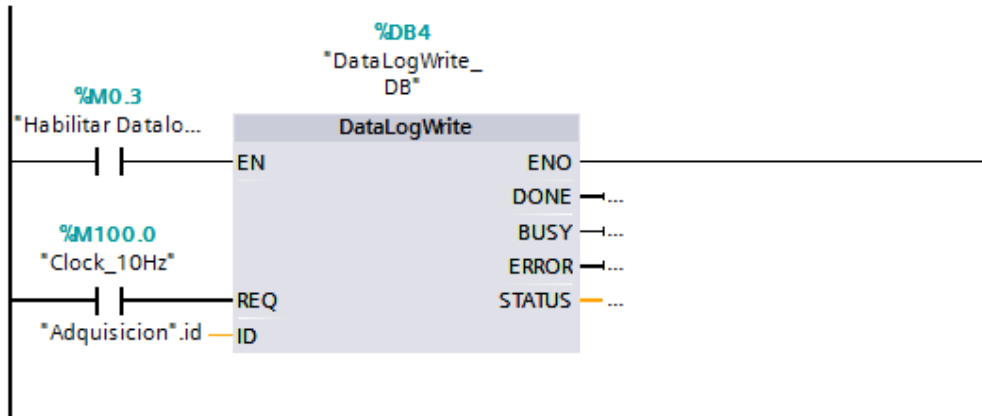 %DB4
"DataLogWrite_
DB"
%M0.3
"Habilitar Datalo...
DataLogWrite
EN
ENO
DONE
...
BUSY
...
ERROR
...
%M100.0
"Clock_10Hz"
REQ
STATUS
...
"Adquisicion".id
ID